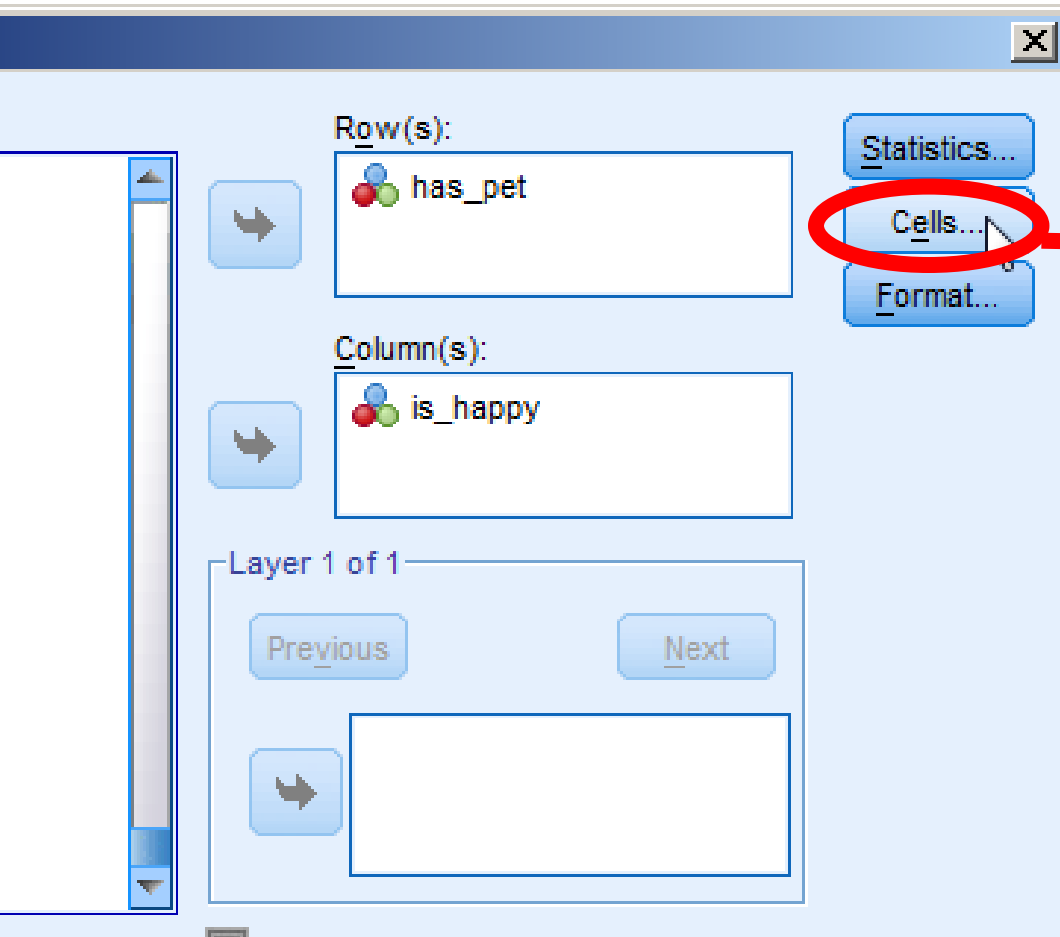 Row(s):
has_pet
Statistics...
Cells...
Format...
Column(s):
is_happy
Layer 1 of 1
Previous
Next